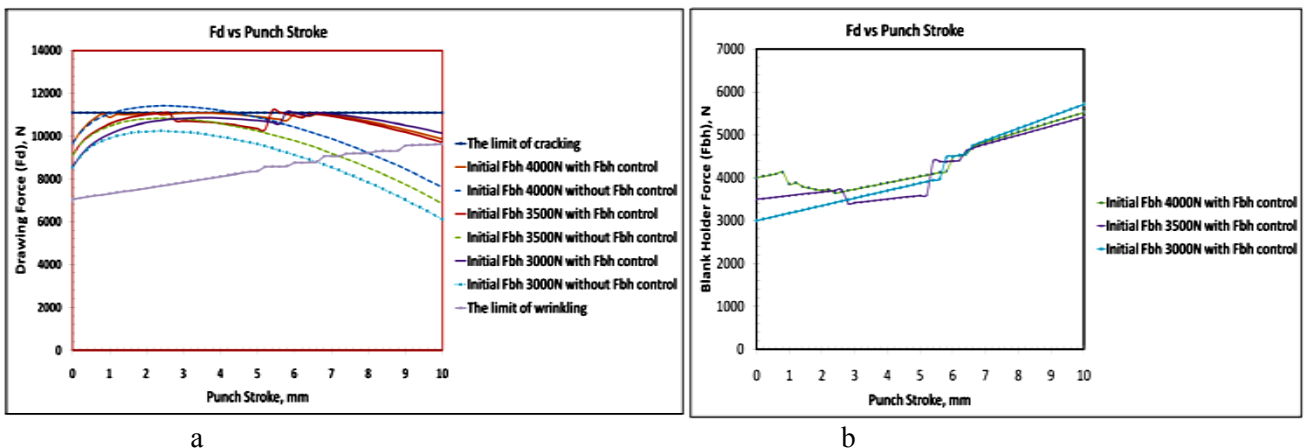 Fd vs Punch Stroke
14000
12000
10000
8000
6000
4000
2000
0
Drawing Force (Fd), N
0 1 2 3 4 5 6 7 8 9 10
Punch Stroke, mm
The limit of cracking
Initial Fbh 4000N with Fbh control
Initial Fbh 4000N without Fbh control
Initial Fbh 3500N with Fbh control
Initial Fbh 3500N without Fbh control
Initial Fbh 3000N with Fbh control
Initial Fbh 3000N without Fbh control
The limit of wrinkling
a
Fd vs Punch Stroke
7000
6000
5000
4000
3000
2000
1000
0
Blank Holder Force (Fbh), N
0 1 2 3 4 5 6 7 8 9 10
Punch Stroke, mm
Initial Fbh 4000N with Fbh control
Initial Fbh 3500N with Fbh control
Initial Fbh 3000N with Fbh control
b